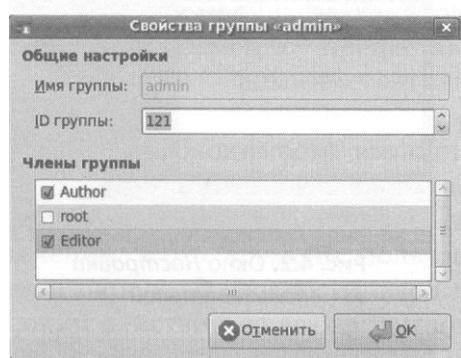 Свойства группы «admin»
Общие настройки
Имя группы: admin
ID группы: 121
Члены группы
Author
root
Editor
Отменить
OK